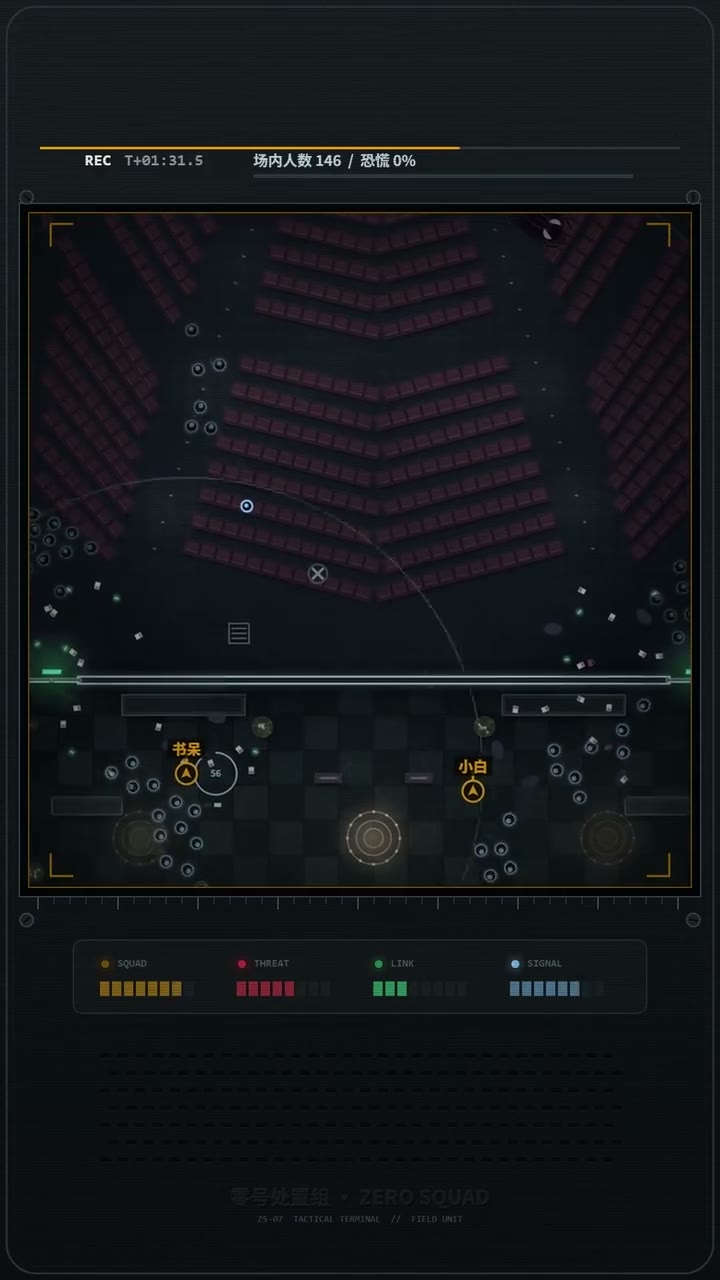 REC T+01:31.5 场内人数 146 / 恐慌 0%
书呆
56
小白
SQUAD THREAT LINK SIGNAL
零号处置组 · ZERO SQUAD
ZS-07 TACTICAL TERMINAL // FIELD UNIT